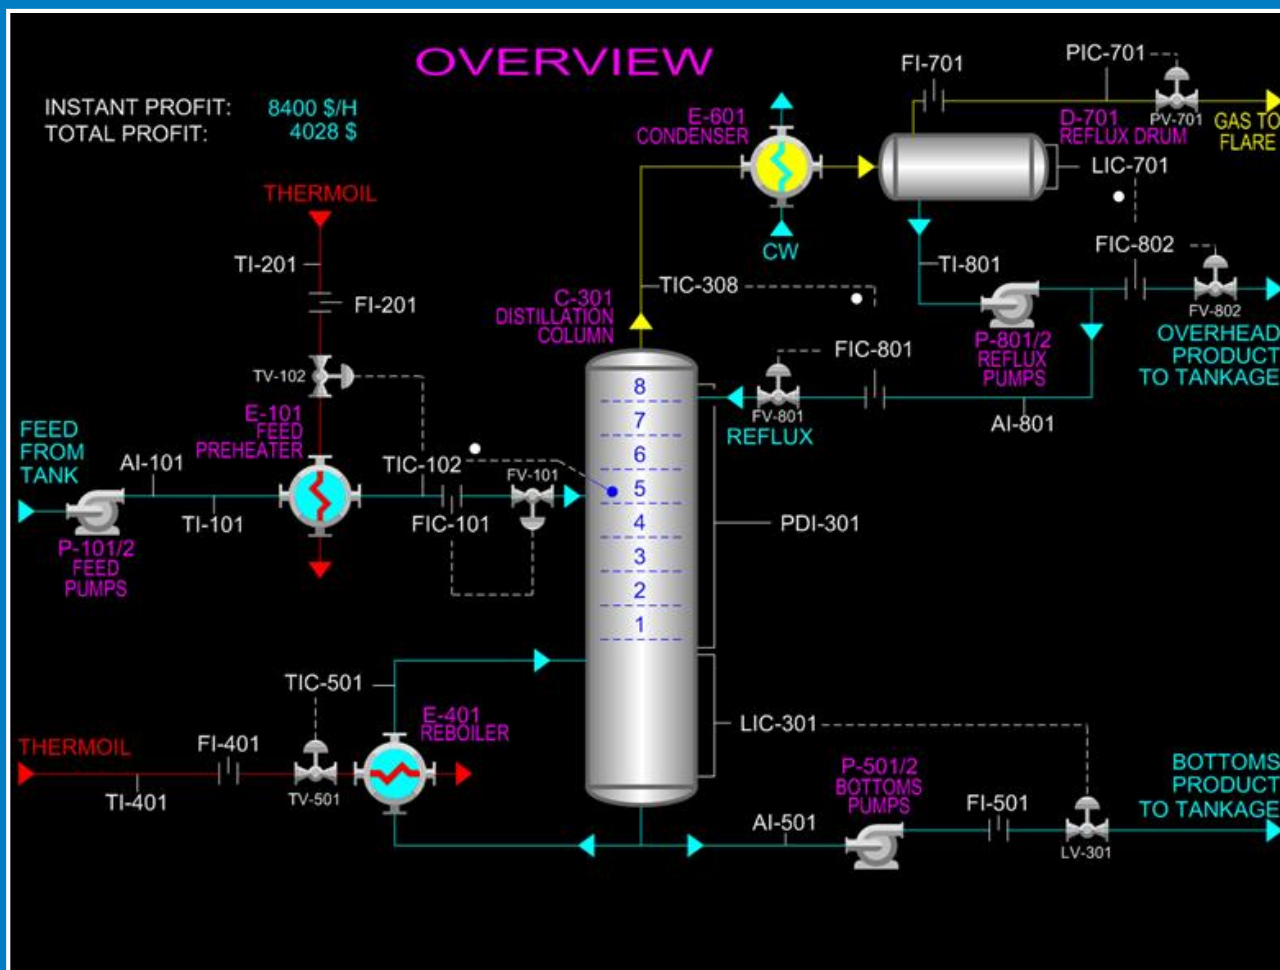 OVERVIEW
INSTANT PROFIT: 8400 $/H
TOTAL PROFIT: 4028 $
FI-701
PIC-701
PV-701
GAS TO
FLARE
E-601
CONDENSER
D-701
REFLUX DRUM
LIC-701
THERMOIL
CW
FIC-802
TI-201
TI-801
TIC-308
FI-201
C-301
DISTILLATION
COLUMN
FV-802
P-801/2
REFLUX
PUMPS
OVERHEAD
PRODUCT
TO TANKAGE
FIC-801
TV-102
FV-801
REFLUX
AI-801
E-101
FEED
PREHEATER
FEED
FROM
TANK
AI-101
TI-101
TIC-102
FV-101
FIC-101
8
7
6
5
4
3
2
1
PDI-301
P-101/2
FEED
PUMPS
TIC-501
E-401
REBOILER
LIC-301
THERMOIL
FI-401
TI-401
TV-501
P-501/2
BOTTOMS
PUMPS
BOTTOMS
PRODUCT
TO TANKAGE
FI-501
AI-501
LV-301